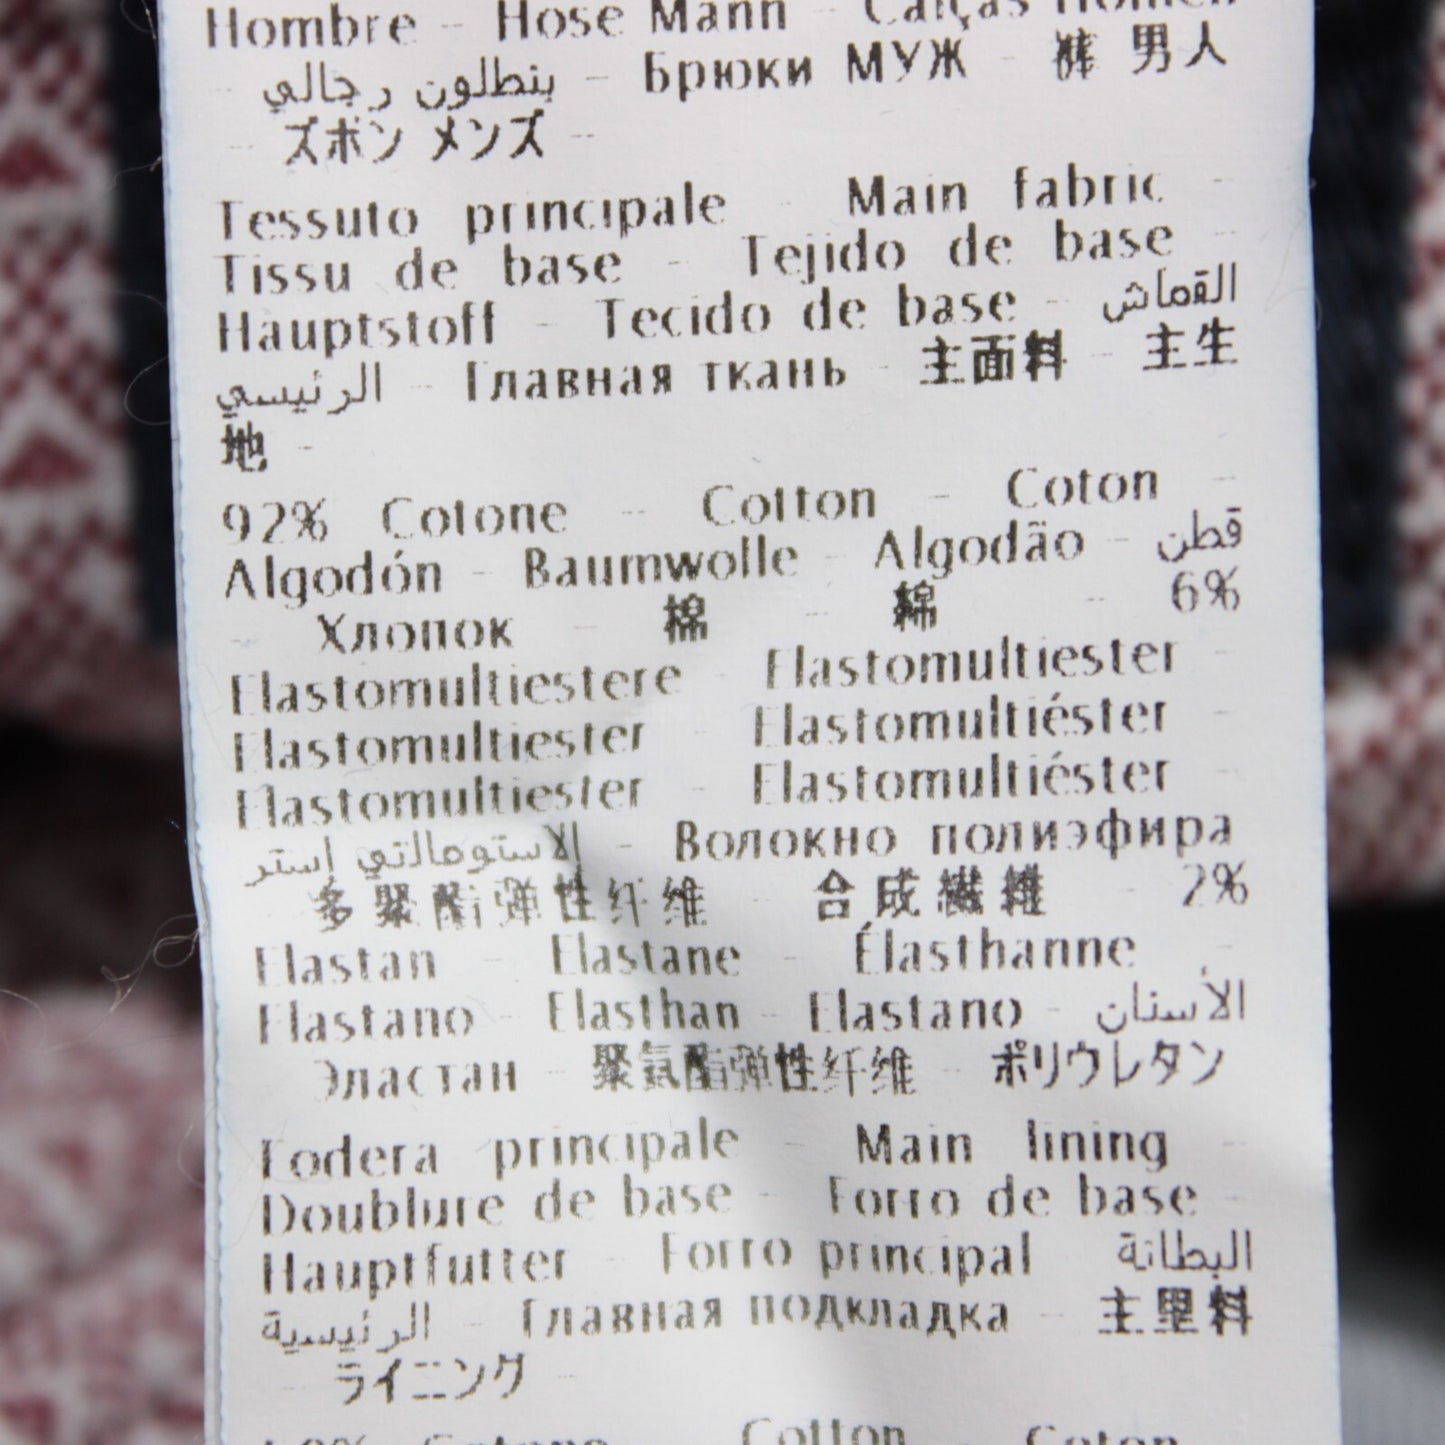 Hombre - Hose Mann - Calças Homem
- بنطلون رجالي - Брюки МУЖ - 裤 男人
- ズボン メンズ -
Tessuto principale - Main fabric -
Tissu de base - Tejido de base -
Hauptstoff - Tecido de base - القماش
الرئيسي - Главная ткань - 主面料 - 主生
地 -
92% Cotone - Cotton - Coton -
Algodón - Baumwolle - Algodão - قطن
- Хлопок - 棉 - 綿 - 6%
Elastomultiestere - Elastomultiester -
Elastomultiester - Elastomultiéster -
Elastomultiester - Elastomultiéster -
الاستومالتي إستر - Волокно полиэфира
- 多聚酯弹性纤维 - 合成繊維 - 2%
Elastan - Elastane - Élasthanne -
Elastano - Elasthan - Elastano - الأستان
- Эластан - 聚氨酯弹性纤维 - ポリウレタン
Fodera principale - Main lining -
Doublure de base - Forro de base -
Hauptfutter - Forro principal - البطانة
الرئيسية - Главная подкладка - 主里料
- ライニング -
Cotone - Cotton - Coton